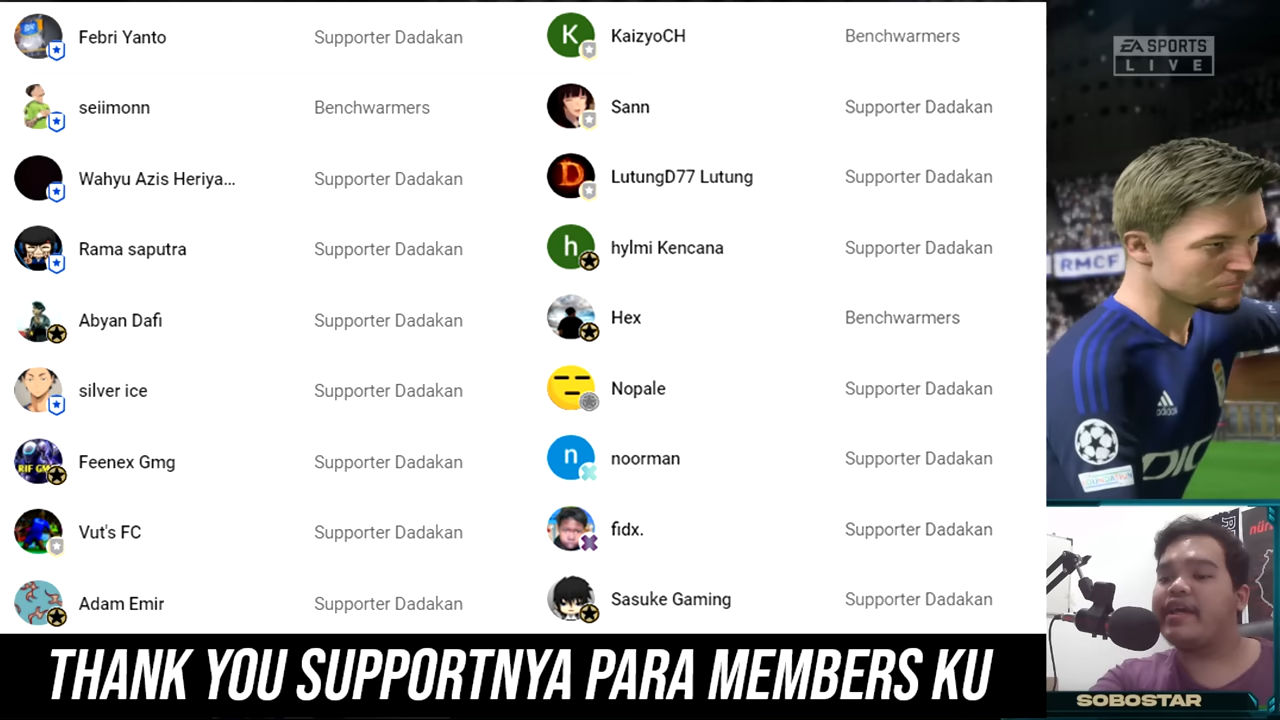 Febri Yanto Supporter Dadakan
seiimonn Benchwarmers
Wahyu Azis Heriya... Supporter Dadakan
Rama saputra Supporter Dadakan
Abyan Dafi Supporter Dadakan
silver ice Supporter Dadakan
Feenex Gmg Supporter Dadakan
Vut's FC Supporter Dadakan
Adam Emir Supporter Dadakan
K KaizyoCH Benchwarmers
Sann Supporter Dadakan
D LutungD77 Lutung Supporter Dadakan
h hylmi Kencana Supporter Dadakan
Hex Benchwarmers
Nopale Supporter Dadakan
n noorman Supporter Dadakan
fidx. Supporter Dadakan
Sasuke Gaming Supporter Dadakan
THANK YOU SUPPORTNYA PARA MEMBERS KU
EA SPORTS
LIVE
RMCF
adidas
SOBOSTAR